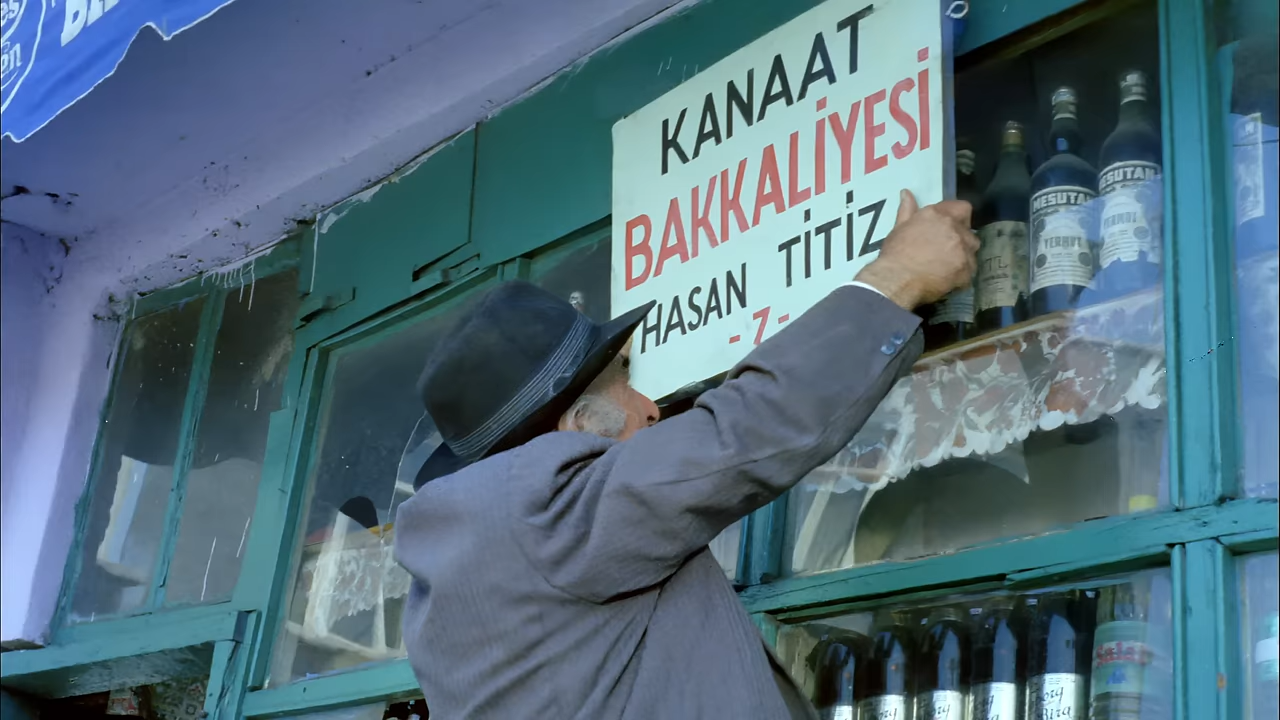 KANAAT
BAKKALİYESİ
HASAN TİTİZ
- 7 -
MESUTAN
VERMUT
MESUTAN
VERMUT